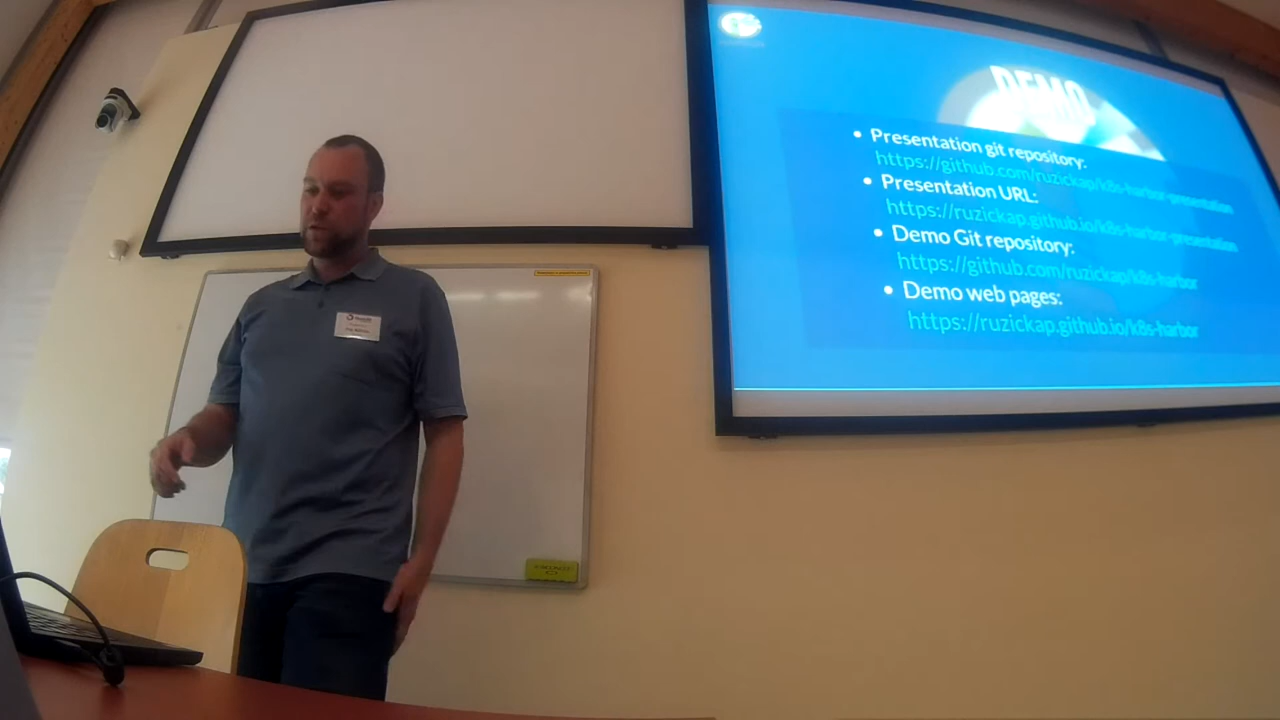 DEMO
• Presentation git repository:
https://github.com/ruzickap/k8s-harbor-presentation
• Presentation URL:
https://ruzickap.github.io/k8s-harbor-presentation
• Demo Git repository:
https://github.com/ruzickap/k8s-harbor
• Demo web pages:
https://ruzickap.github.io/k8s-harbor